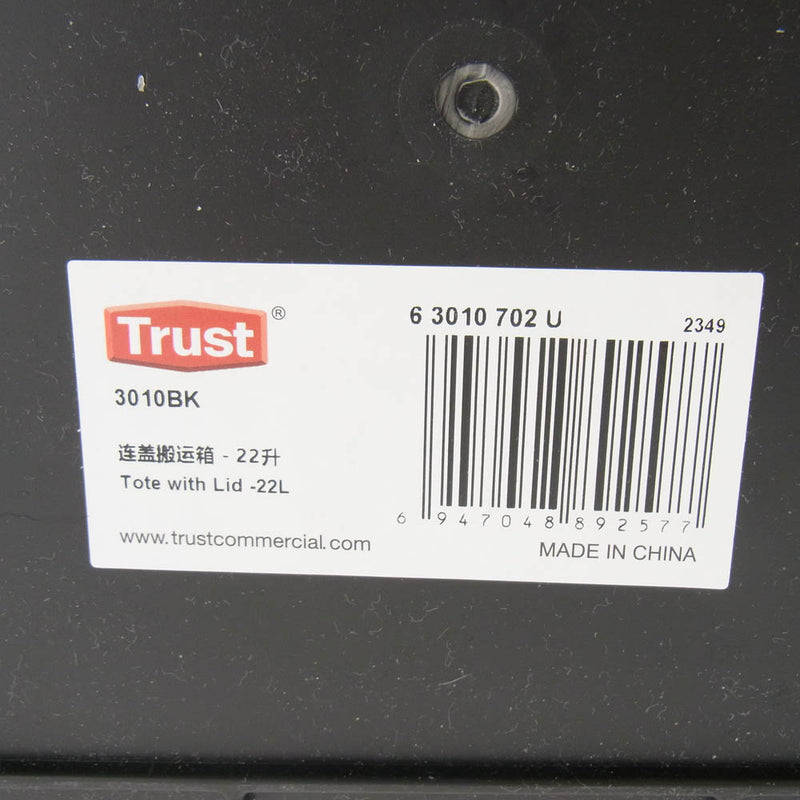 Trust®
3010BK
连盖搬运箱 - 22升
Tote with Lid -22L
www.trustcommercial.com
6 3010 702 U
2349
6 947048 892577
MADE IN CHINA